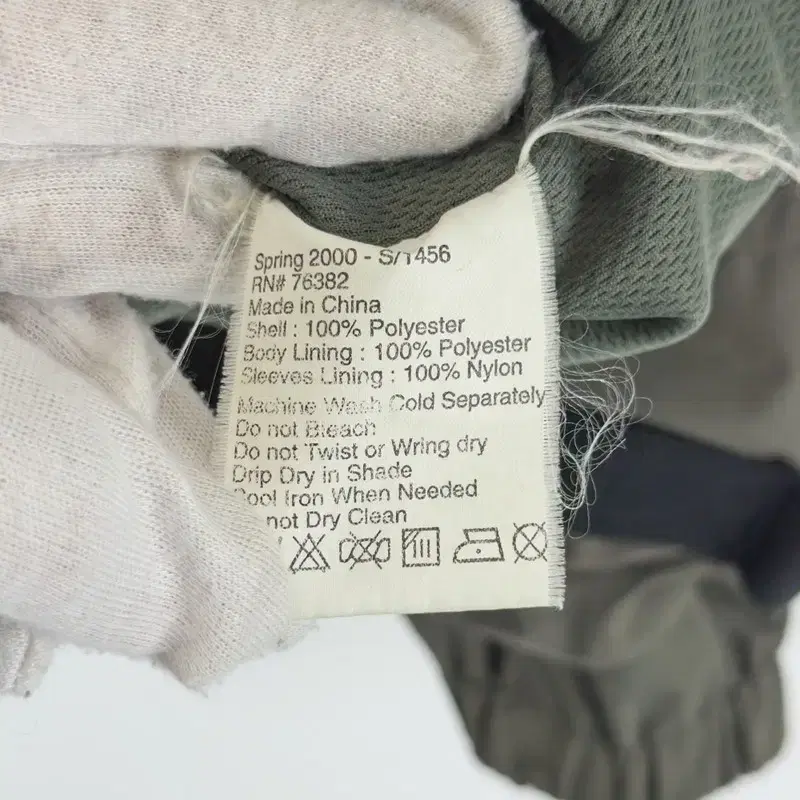 Spring 2000 - S/1456
RN# 76382
Made in China
Shell : 100% Polyester
Body Lining : 100% Polyester
Sleeves Lining : 100% Nylon
Machine Wash Cold Separately
Do not Bleach
Do not Twist or Wring dry
Drip Dry in Shade
Cool Iron When Needed
not Dry Clean